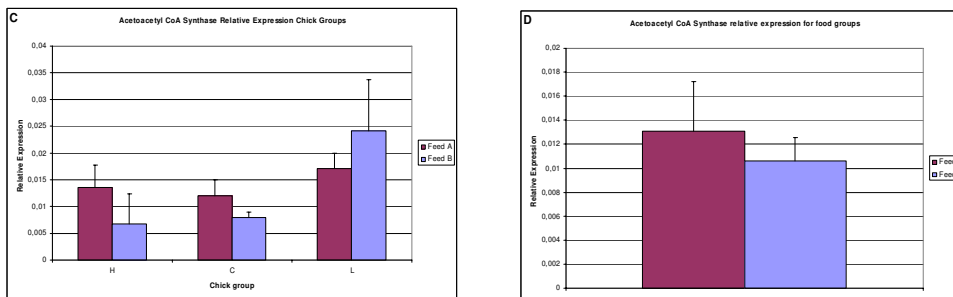 C
Acetoacetyl CoA Synthase Relative Expression Chick Groups
0,04
0,035
0,03
0,025
0,02
0,015
0,01
0,005
0
Relative Expression
H
C
L
Chick group
Feed A
Feed B
D
Acetoacetyl CoA Synthase relative expression for food groups
0,02
0,018
0,016
0,014
0,012
0,01
0,008
0,006
0,004
0,002
0
Relative Expression
Feed
Feed